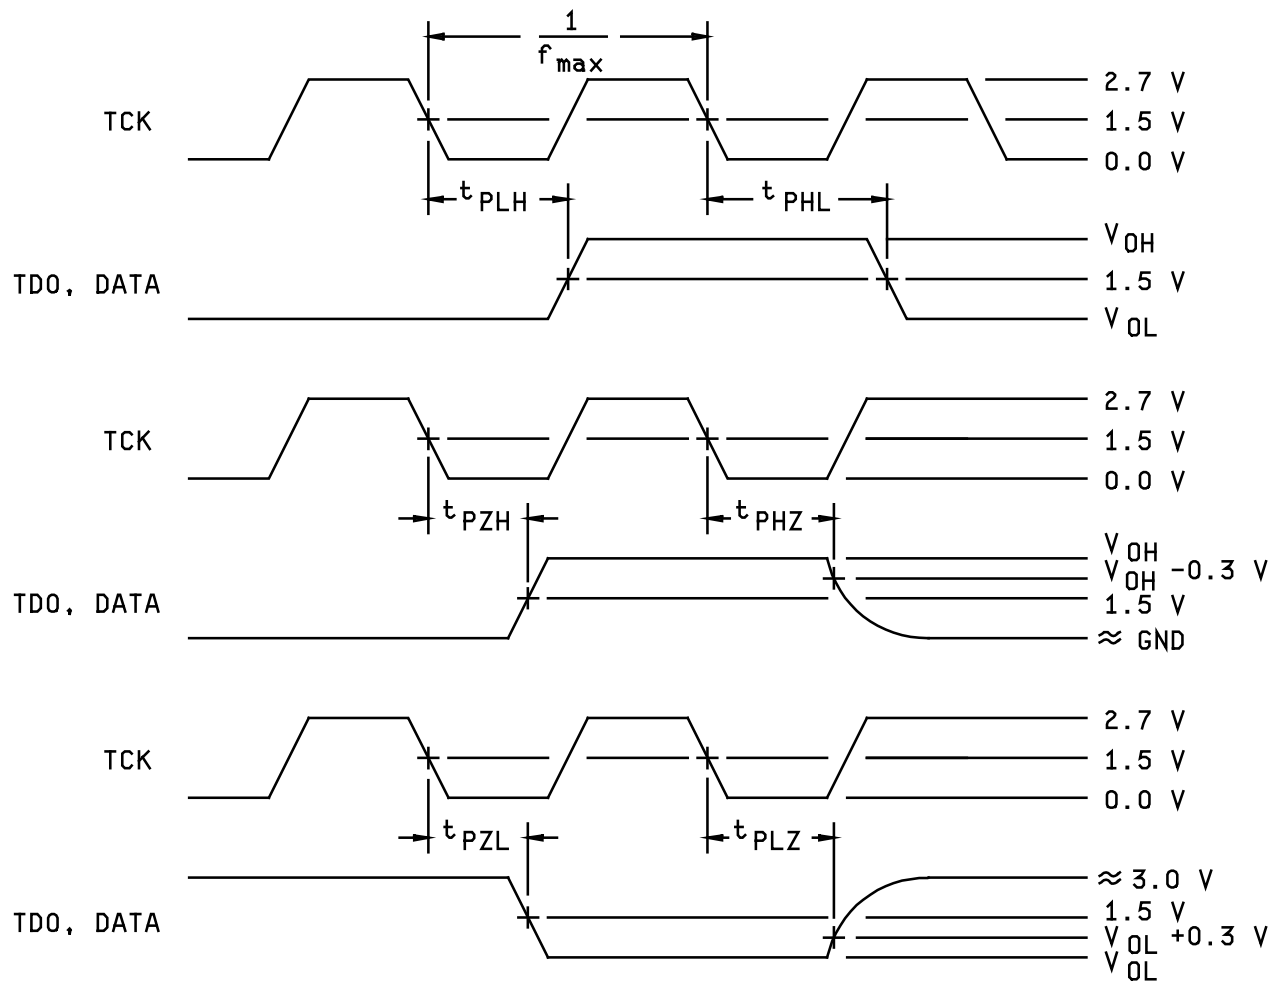 1
f max
2.7 V
TCK
1.5 V
0.0 V
t PLH
t PHL
V OH
TDO, DATA
1.5 V
V OL
2.7 V
TCK
1.5 V
0.0 V
t PZH
t PHZ
V OH
V OH -0.3 V
TDO, DATA
1.5 V
≈ GND
2.7 V
TCK
1.5 V
0.0 V
t PZL
t PLZ
≈ 3.0 V
1.5 V
TDO, DATA
V OL +0.3 V
V OL